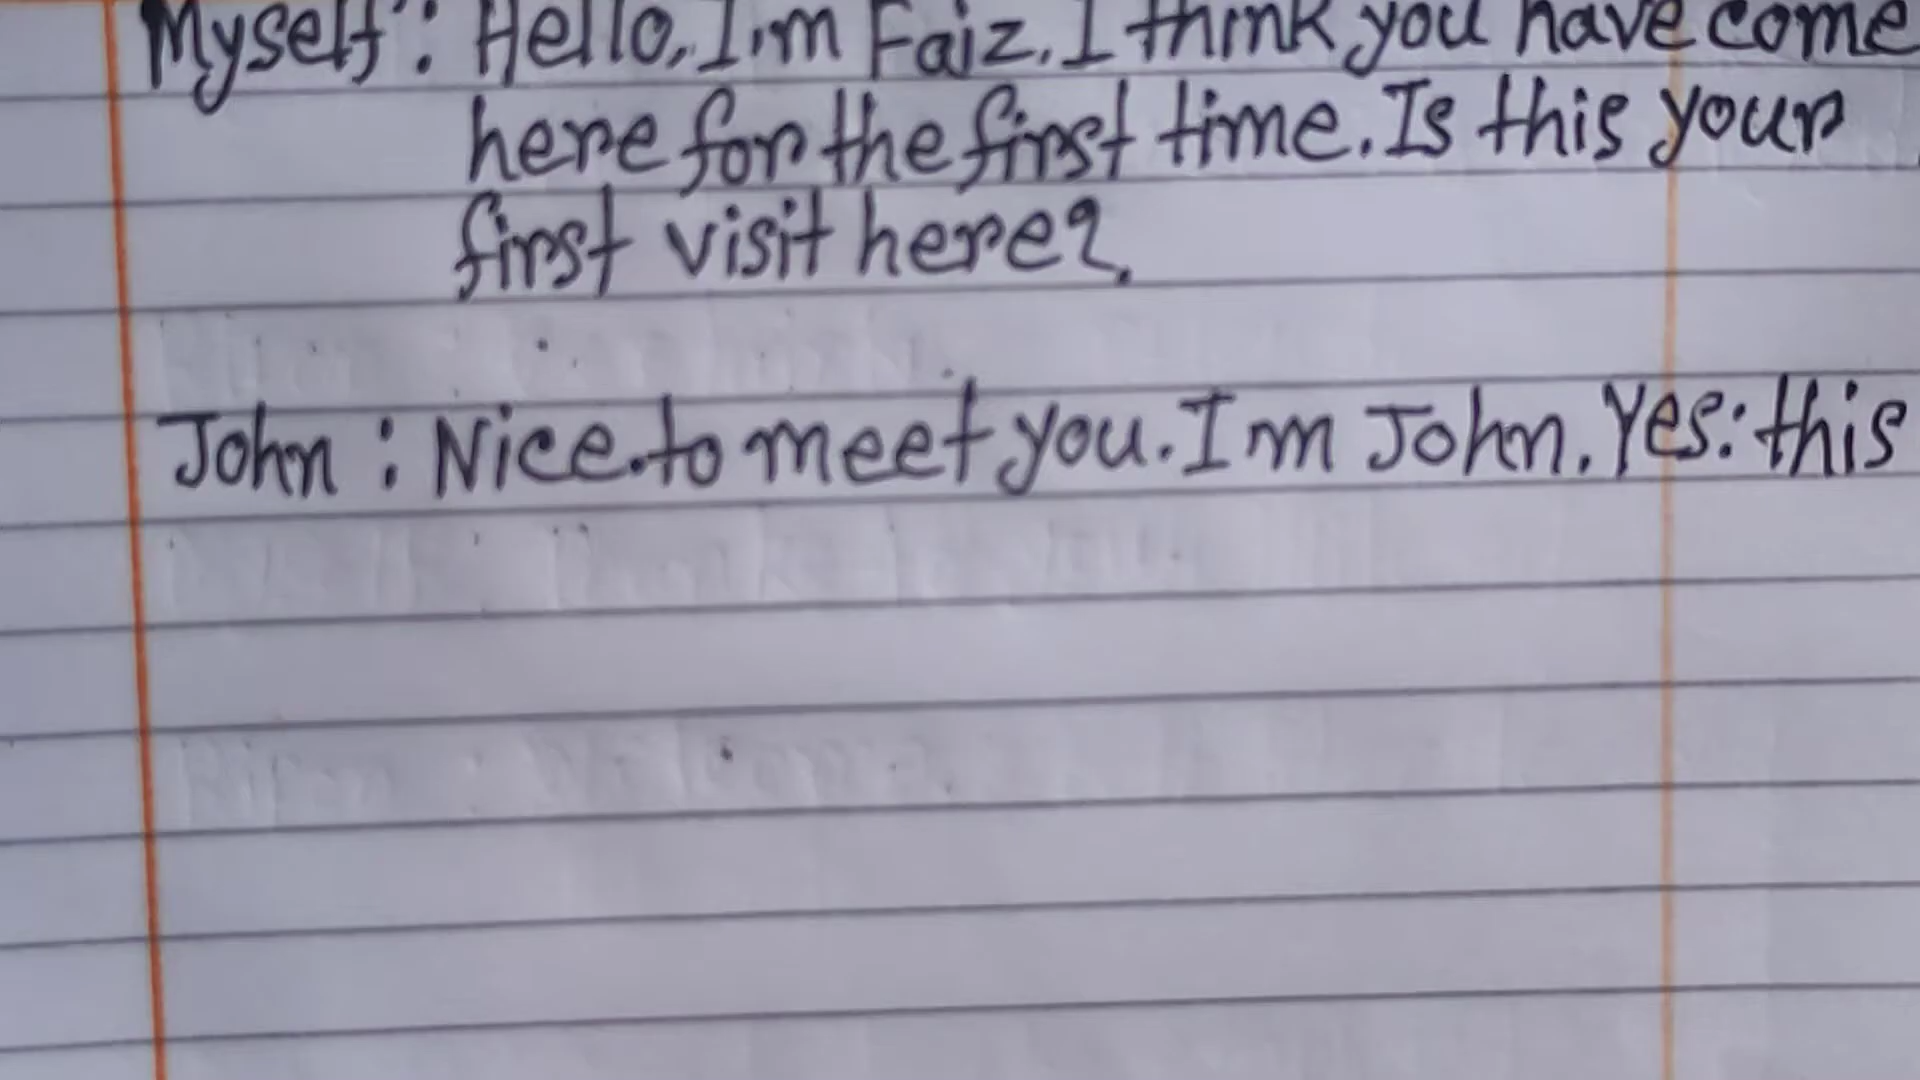 Myself : Hello, I.m Faiz. I think you have come
here for the first time. Is this your
first visit here?.
John : Nice.to meet you. I m John. Yes: this